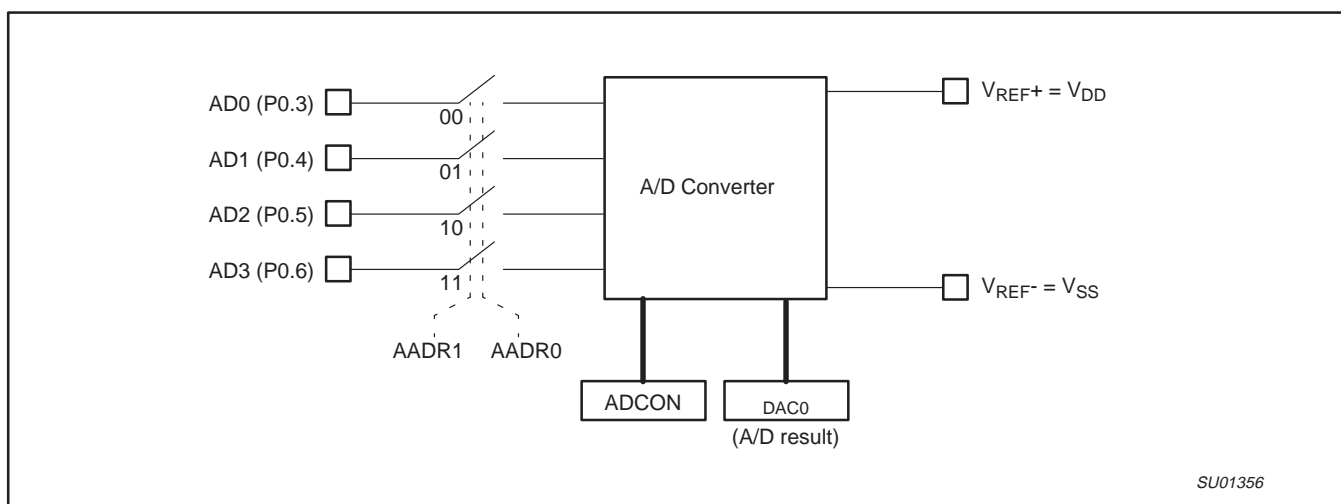 AD0 (P0.3)
00
AD1 (P0.4)
01
AD2 (P0.5)
10
AD3 (P0.6)
11
AADR1 AADR0
A/D Converter
VREF+ = VDD
VREF- = VSS
ADCON
DAC0
(A/D result)
SU01356